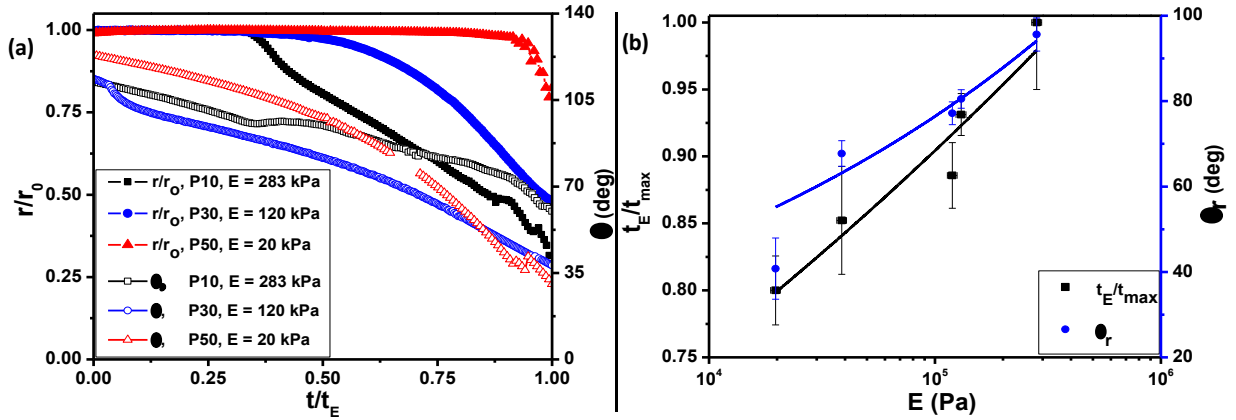 (a)
r/r0
1.00
0.75
0.50
0.25
0.00
r/ro, P10, E = 283 kPa
r/ro, P30, E = 120 kPa
r/ro, P50, E = 20 kPa
, P10, E = 283 kPa
, P30, E = 120 kPa
, P50, E = 20 kPa
0.00 0.25 0.50 0.75 1.00
t/tE
140
105
70
35
0
(deg)
(b)
tE/tmax
1.00
0.95
0.90
0.85
0.80
0.75
tE/tmax
r
10^4 10^5 10^6
E (Pa)
100
80
60
40
20
r (deg)